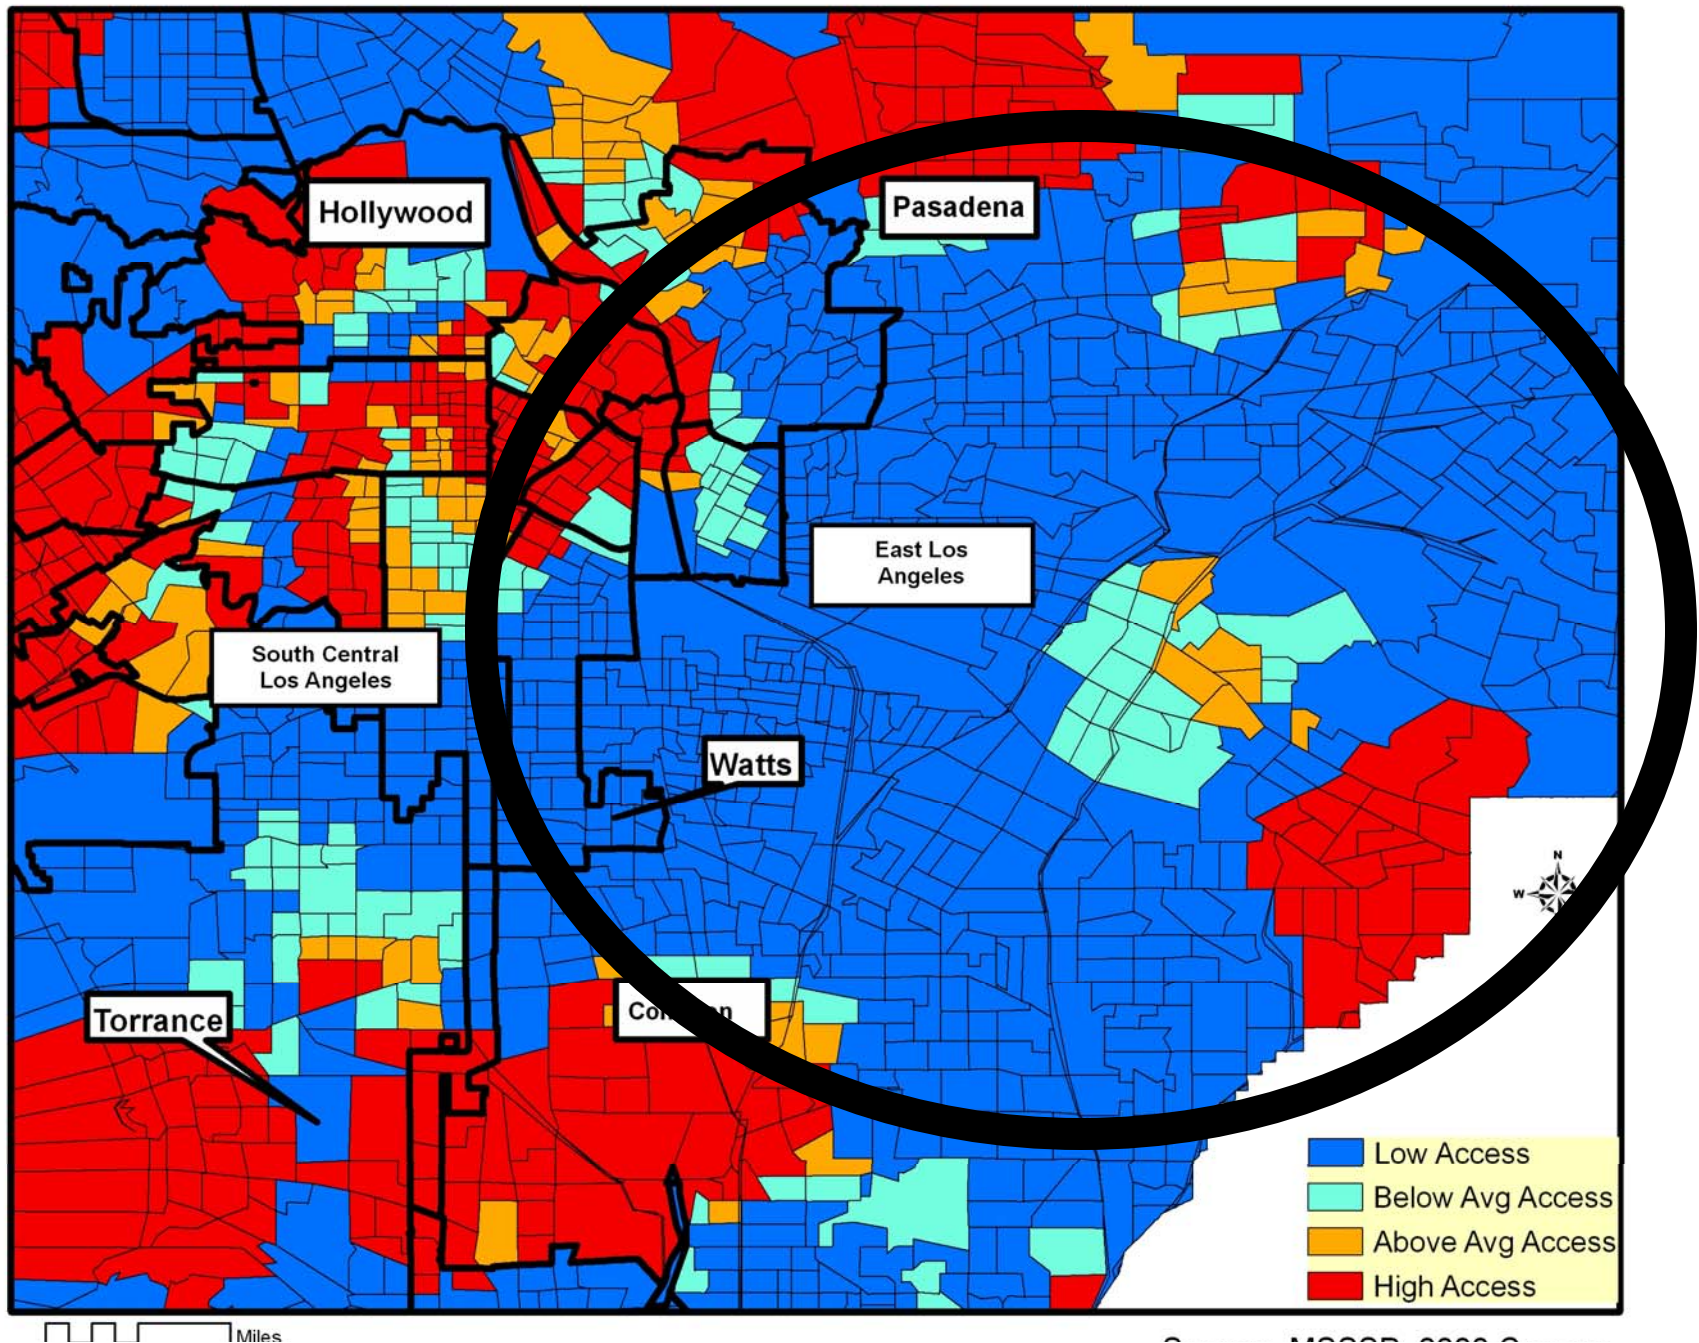 Hollywood
Pasadena
East Los
Angeles
South Central
Los Angeles
Watts
N
W
Torrance
Low Access
Below Avg Access
Above Avg Access
High Access
Miles